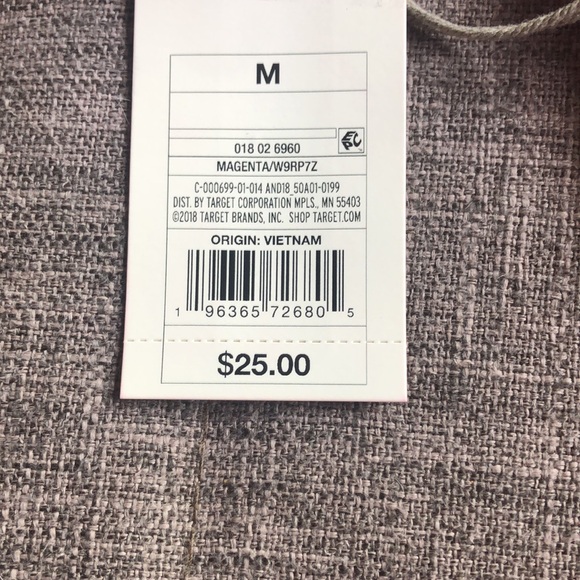 M
018 02 6960
EPC
MAGENTA/W9RP7Z
C-000699-01-014 AND18_50A01-0199
DIST. BY TARGET CORPORATION MPLS., MN 55403
©2018 TARGET BRANDS, INC. SHOP TARGET.COM
ORIGIN: VIETNAM
1 96365 72680 5
$25.00